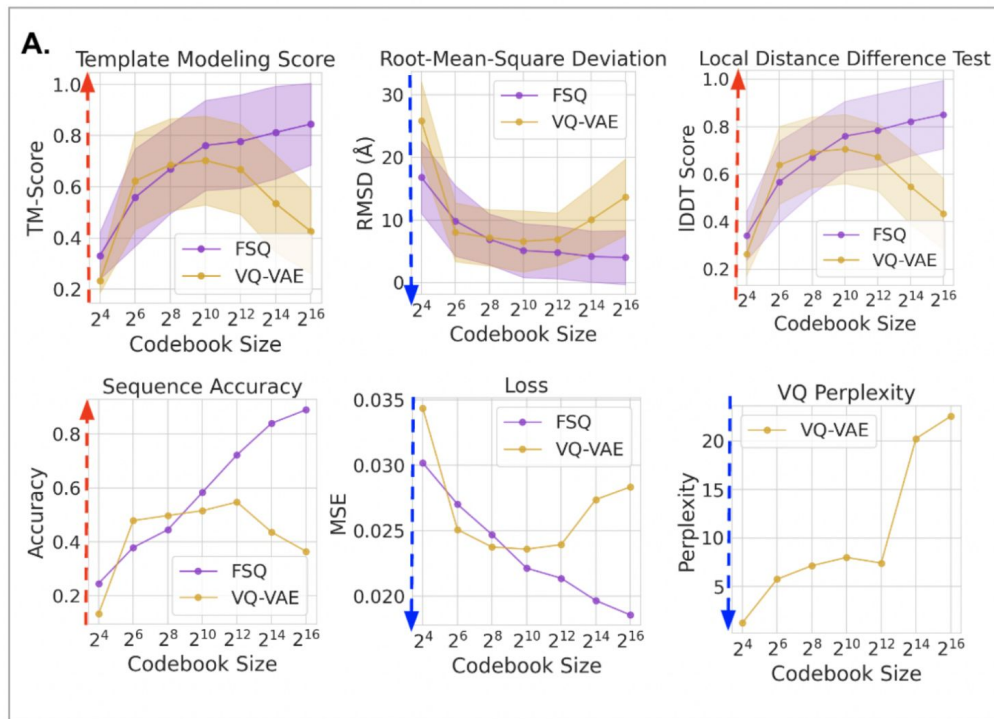 A.
Template Modeling Score
TM-Score
1.0
0.8
0.6
0.4
0.2
FSQ
VQ-VAE
2^4 2^6 2^8 2^10 2^12 2^14 2^16
Codebook Size
Root-Mean-Square Deviation
RMSD (Å)
30
20
10
0
FSQ
VQ-VAE
2^4 2^6 2^8 2^10 2^12 2^14 2^16
Codebook Size
Local Distance Difference Test
lDDT Score
1.0
0.8
0.6
0.4
0.2
FSQ
VQ-VAE
2^4 2^6 2^8 2^10 2^12 2^14 2^16
Codebook Size
Sequence Accuracy
Accuracy
0.8
0.6
0.4
0.2
FSQ
VQ-VAE
2^4 2^6 2^8 2^10 2^12 2^14 2^16
Codebook Size
Loss
MSE
0.035
0.030
0.025
0.020
FSQ
VQ-VAE
2^4 2^6 2^8 2^10 2^12 2^14 2^16
Codebook Size
VQ Perplexity
Perplexity
20
15
10
5
VQ-VAE
2^4 2^6 2^8 2^10 2^12 2^14 2^16
Codebook Size